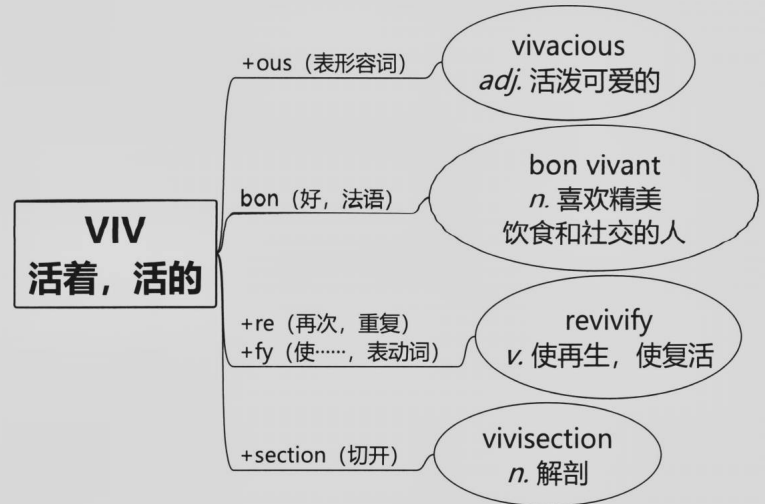 VIV
活着，活的
+ous（表形容词）
vivacious
adj. 活泼可爱的
bon（好，法语）
bon vivant
n. 喜欢精美
饮食和社交的人
+re（再次，重复）
+fy（使……，表动词）
revivify
v. 使再生，使复活
+section（切开）
vivisection
n. 解剖